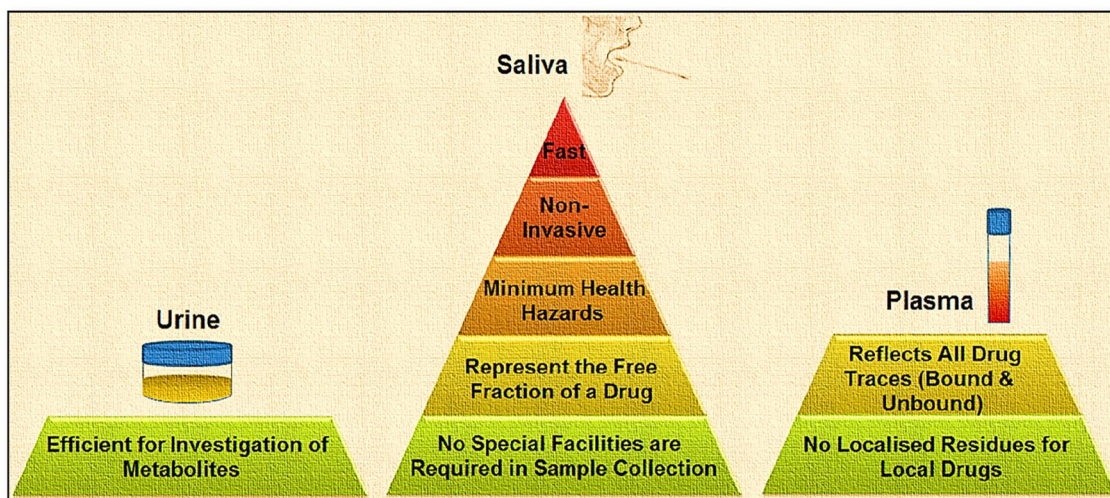 Urine
Efficient for Investigation of
Metabolites
Saliva
Fast
Non-
Invasive
Minimum Health
Hazards
Represent the Free
Fraction of a Drug
No Special Facilities are
Required in Sample Collection
Plasma
Reflects All Drug
Traces (Bound &
Unbound)
No Localised Residues for
Local Drugs